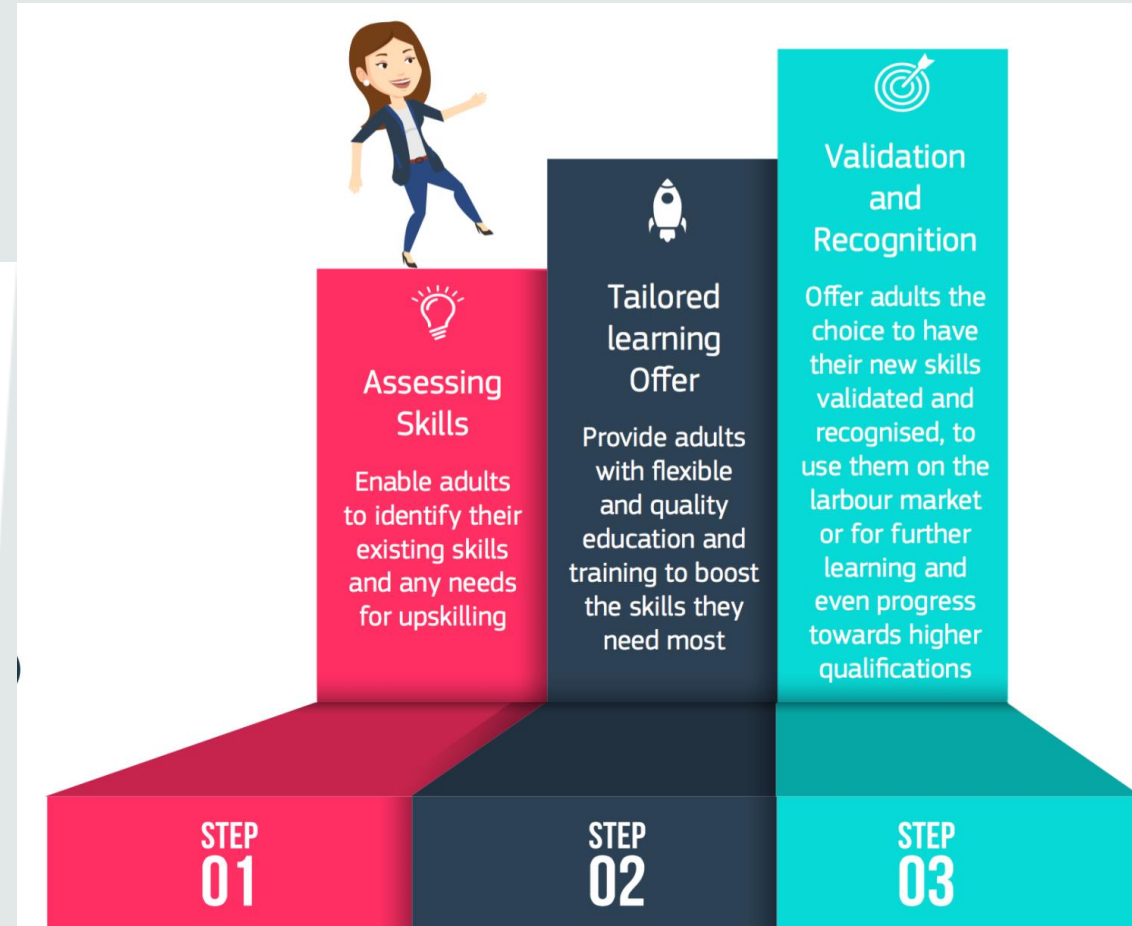 Assessing
Skills
Enable adults
to identify their
existing skills
and any needs
for upskilling
Tailored
learning
Offer
Provide adults
with flexible
and quality
education and
training to boost
the skills they
need most
Validation
and
Recognition
Offer adults the
choice to have
their new skills
validated and
recognised, to
use them on the
larbour market
or for further
learning and
even progress
towards higher
qualifications
STEP
01
STEP
02
STEP
03